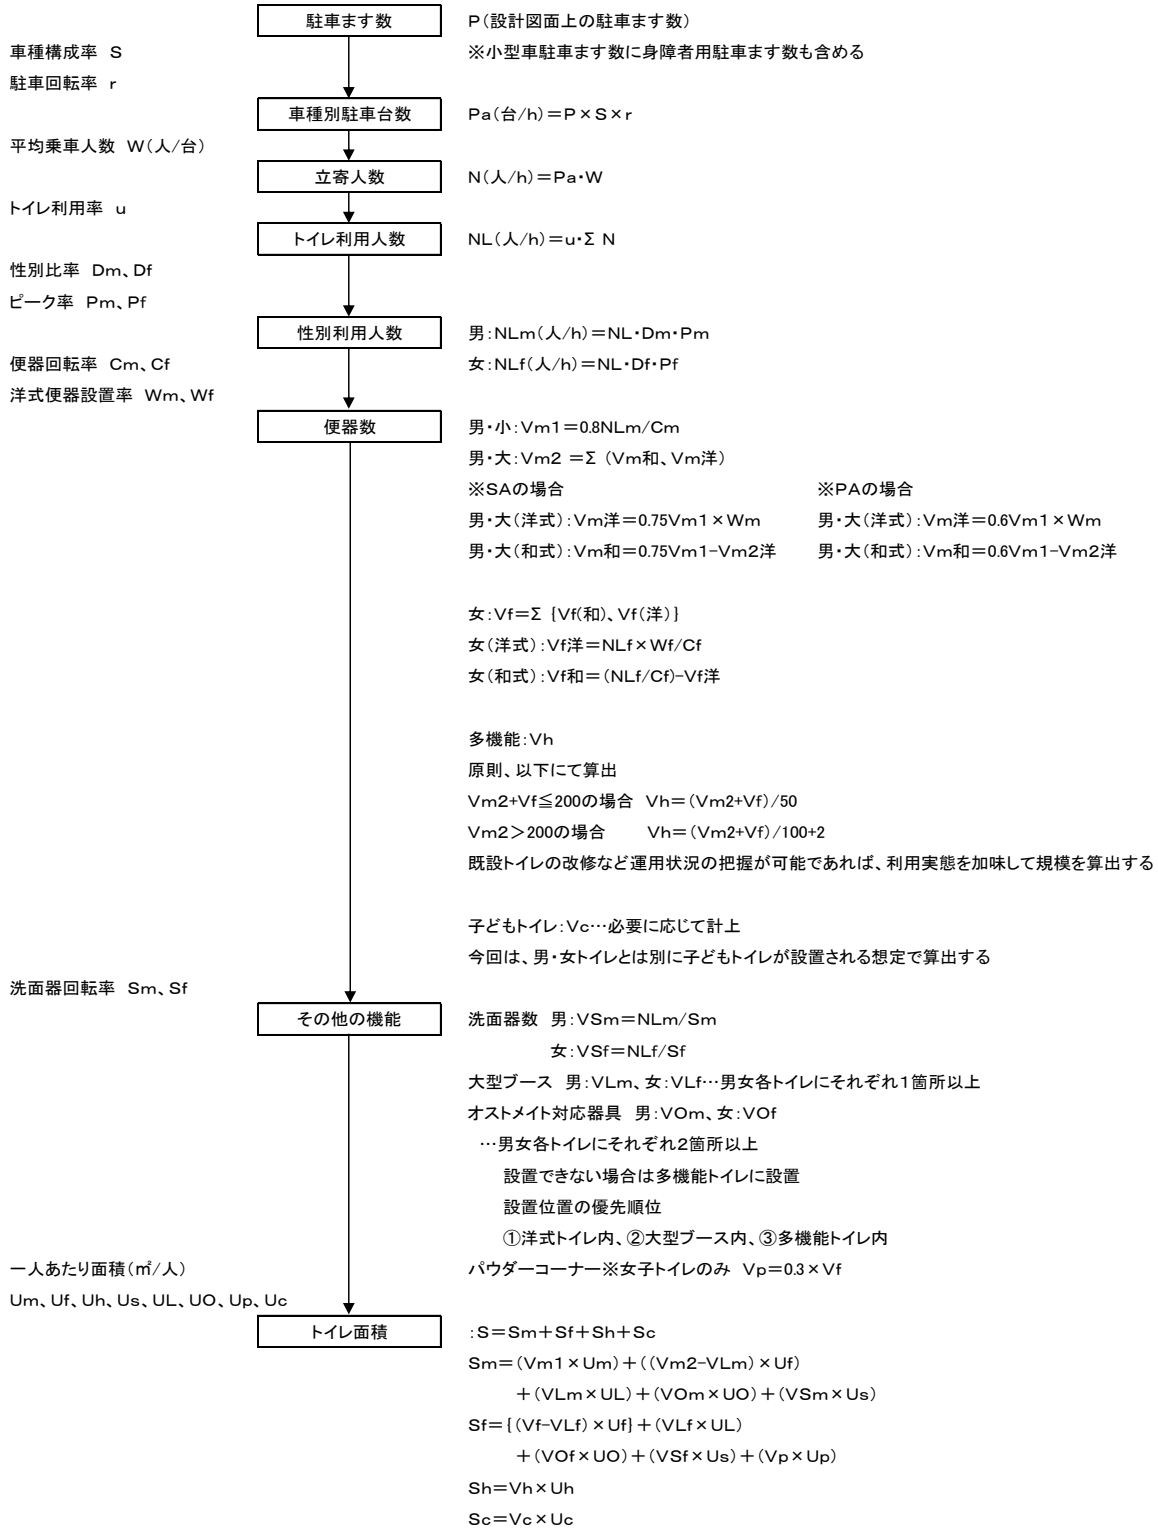 駐車ます数　P（設計図面上の駐車ます数）
車種構成率　S　※小型車駐車ます数に身障者用駐車ます数も含める
駐車回転率　r
車種別駐車台数　Pa（台/h）＝P×S×r
平均乗車人数　W（人/台）
立寄人数　N（人/h）＝Pa・W
トイレ利用率　u
トイレ利用人数　NL（人/h）＝u・Σ N
性別比率　Dm、Df
ピーク率　Pm、Pf
性別利用人数　男：NLm（人/h）＝NL・Dm・Pm
便器回転率　Cm、Cf　女：NLf（人/h）＝NL・Df・Pf
洋式便器設置率　Wm、Wf
便器数　男・小：Vm1＝0.8NLm/Cm
男・大：Vm2 ＝Σ（Vm和、Vm洋）
※SAの場合　※PAの場合
男・大（洋式）：Vm洋＝0.75Vm1×Wm　男・大（洋式）：Vm洋＝0.6Vm1×Wm
男・大（和式）：Vm和＝0.75Vm1-Vm2洋　男・大（和式）：Vm和＝0.6Vm1-Vm2洋
女：Vf＝Σ｛Vf(和)、Vf（洋）｝
女（洋式）：Vf洋＝NLf×Wf/Cf
女（和式）：Vf和＝（NLf/Cf)-Vf洋
多機能：Vh
原則、以下にて算出
Vm2+Vf≦200の場合　Vh＝（Vm2+Vf）/50
Vm2＞200の場合　Vh＝（Vm2+Vf）/100+2
既設トイレの改修など運用状況の把握が可能であれば、利用実態を加味して規模を算出する
子どもトイレ：Vc…必要に応じて計上
今回は、男・女トイレとは別に子どもトイレが設置される想定で算出する
洗面器回転率　Sm、Sf
その他の機能　洗面器数　男：VSm＝NLm/Sm
女：VSf＝NLf/Sf
大型ブース　男：VLm、女：VLf…男女各トイレにそれぞれ1箇所以上
オストメイト対応器具　男：VOm、女：VOf
…男女各トイレにそれぞれ2箇所以上
設置できない場合は多機能トイレに設置
設置位置の優先順位
①洋式トイレ内、②大型ブース内、③多機能トイレ内
一人あたり面積（㎡/人）　パウダーコーナー※女子トイレのみ　Vp＝0.3×Vf
Um、Uf、Uh、Us、UL、UO、Up、Uc
トイレ面積　：S＝Sm＋Sf＋Sh＋Sc
Sm＝（Vm1×Um）＋（（Vm2-VLm）×Uf）
＋（VLm×UL）＋（VOm×UO）＋（VSm×Us）
Sf＝｛（Vf-VLf）×Uf｝＋（VLf×UL）
＋（VOf×UO）＋（VSf×Us）＋（Vp×Up）
Sh＝Vh×Uh
Sc＝Vc×Uc